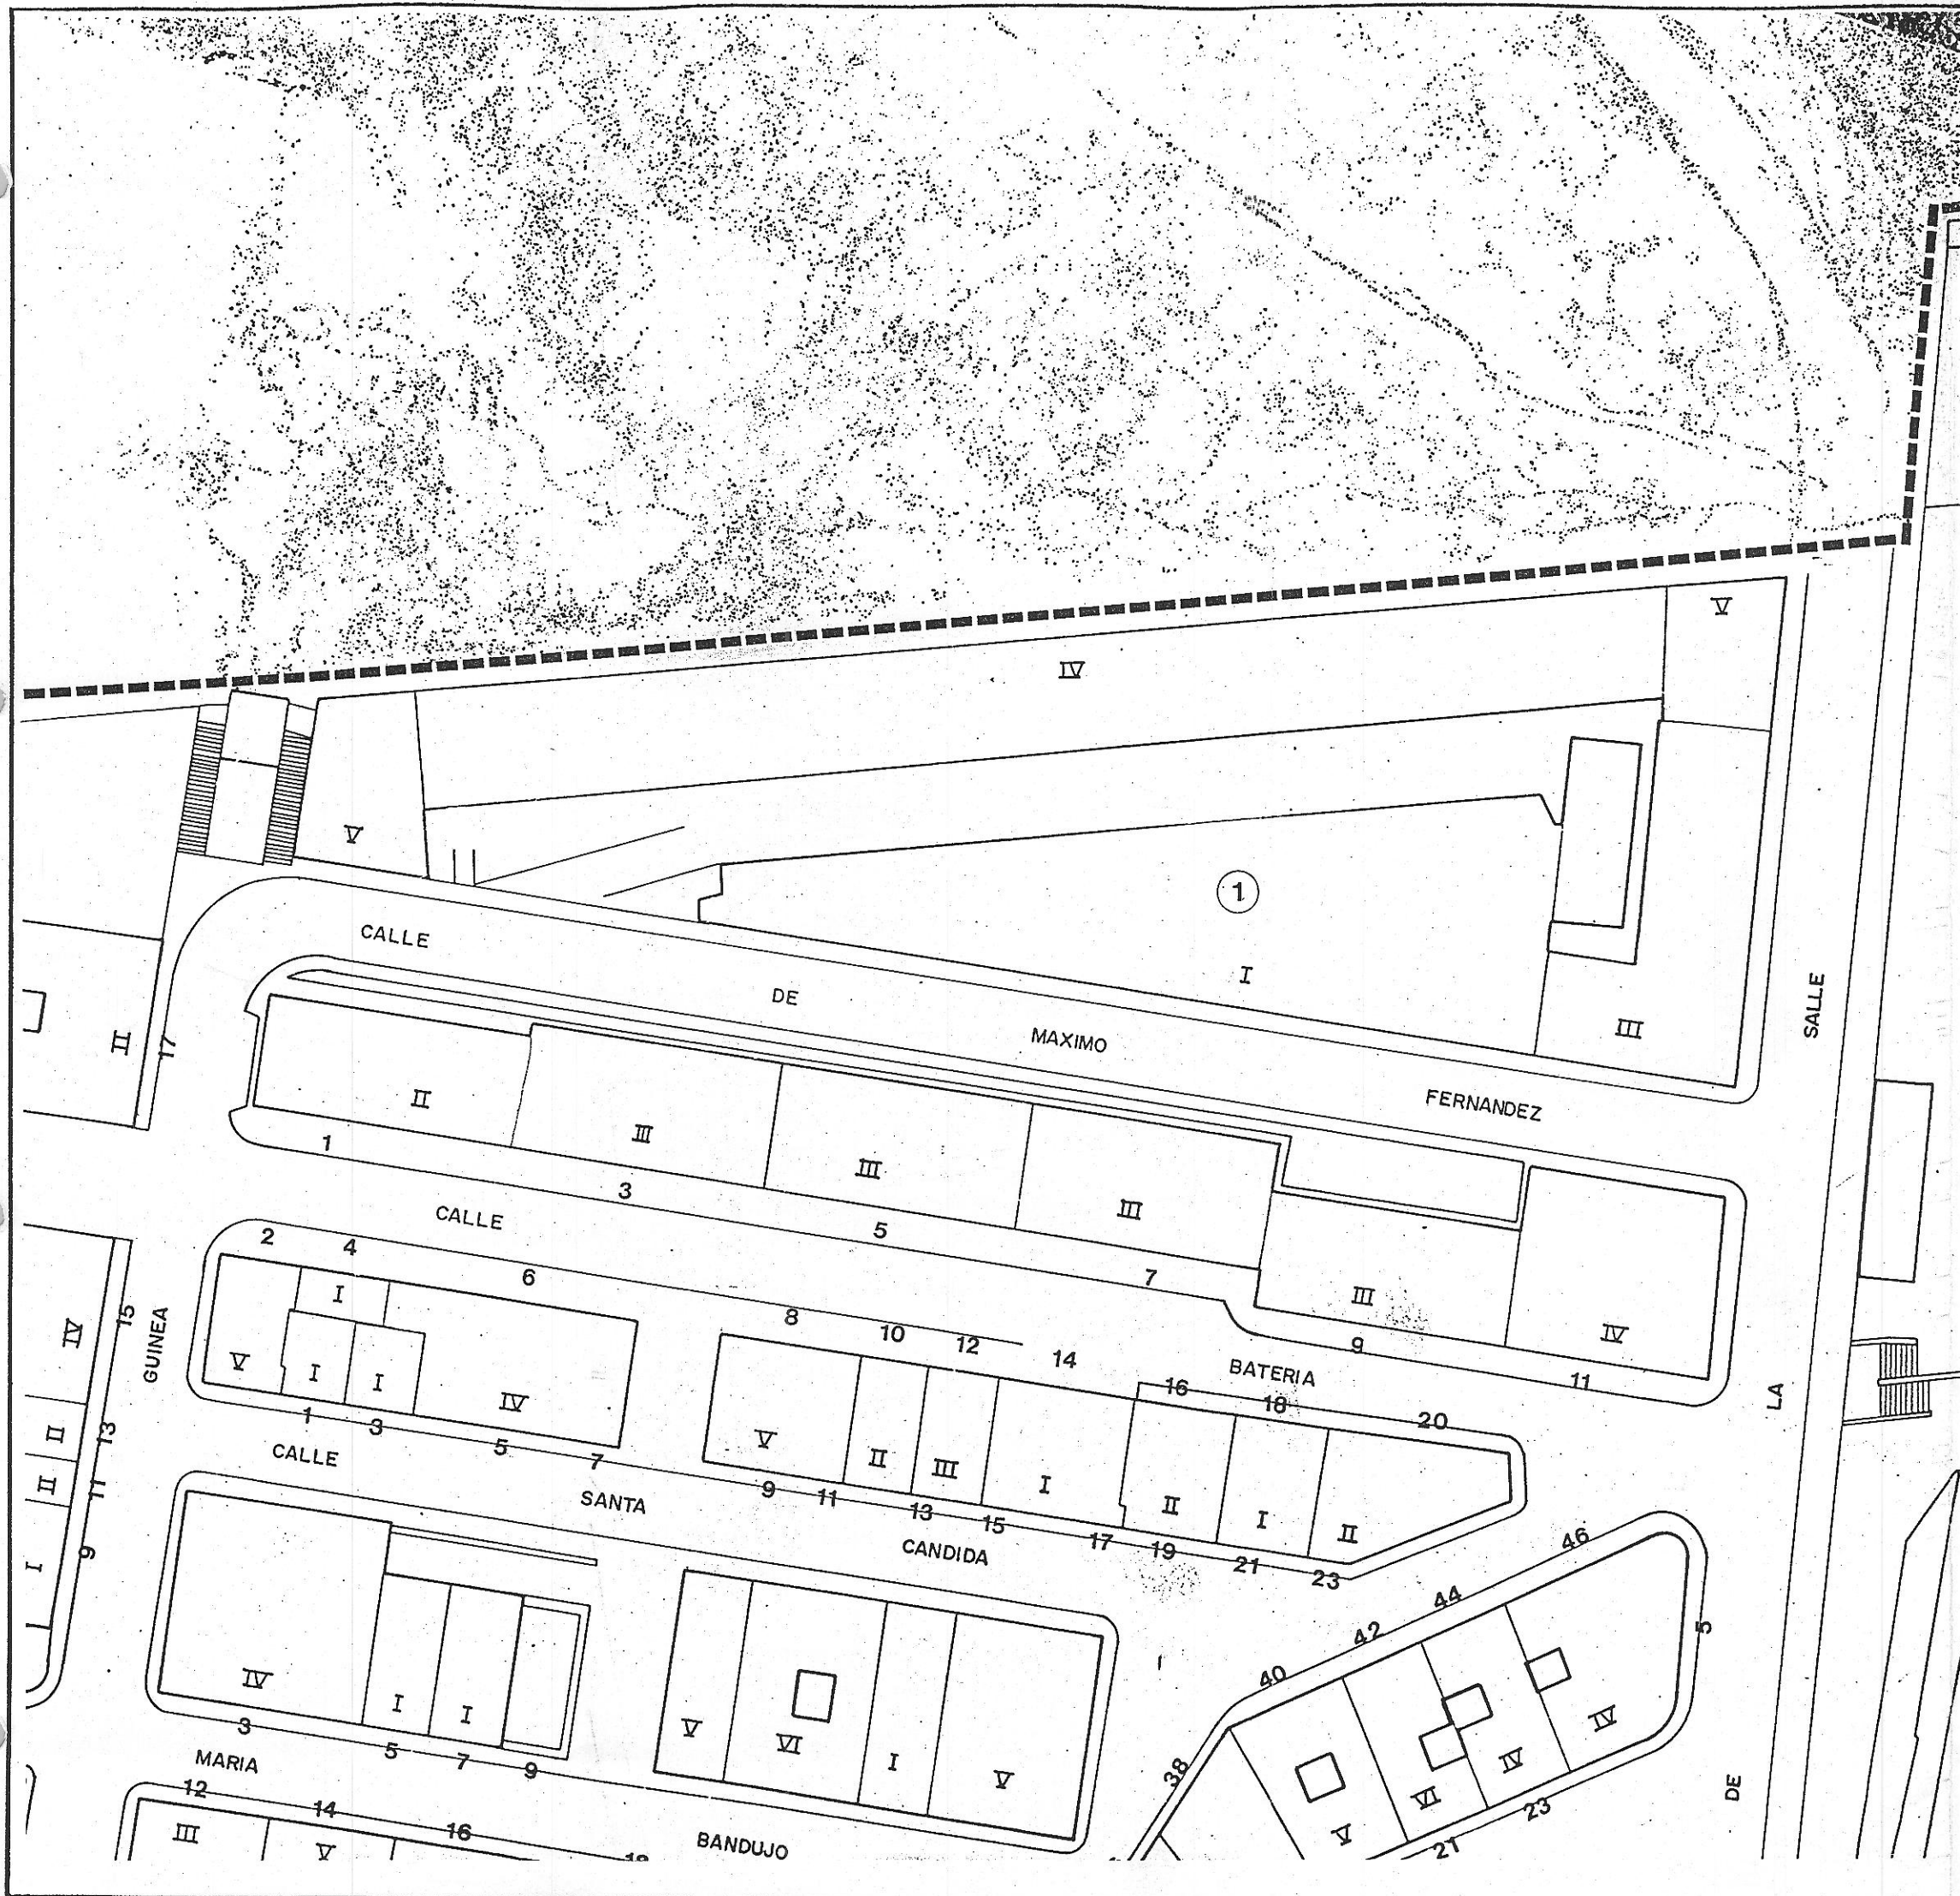 V
IV
V
1
I
III
CALLE
DE
MAXIMO
FERNANDEZ
SALLE
II
17
II
III
III
III
III
IV
1
3
5
7
9
11
CALLE
BATERIA
2
4
6
8
10
12
14
16
18
20
I
V
I
I
IV
V
II
III
I
II
I
II
1
3
5
7
9
11
13
15
17
19
21
23
GUINEA
IV
15
II
13
II
11
I
9
CALLE
SANTA
CANDIDA
LA
IV
I
I
V
VI
I
V
3
5
7
9
MARIA
BANDUJO
12
14
16
III
V
38
40
42
44
46
5
V
VI
IV
IV
21
23
DE